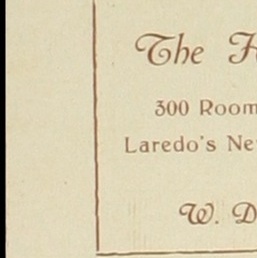 The
300 Room
Laredo's Ne
W. D